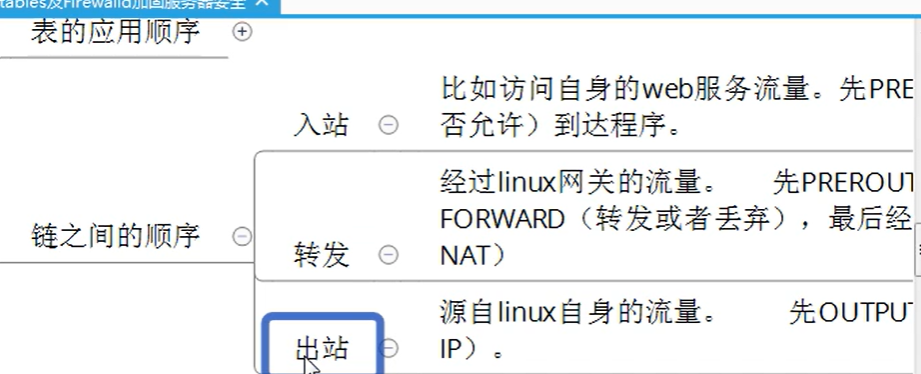 tables及Firewalld加固服务器安全
表的应用顺序
比如访问自身的web服务流量。先PRE
入站
否允许）到达程序。
经过linux网关的流量。 先PREROUT
链之间的顺序
FORWARD（转发或者丢弃），最后经
转发
NAT）
源自linux自身的流量。 先OUTPUT
出站
IP）。